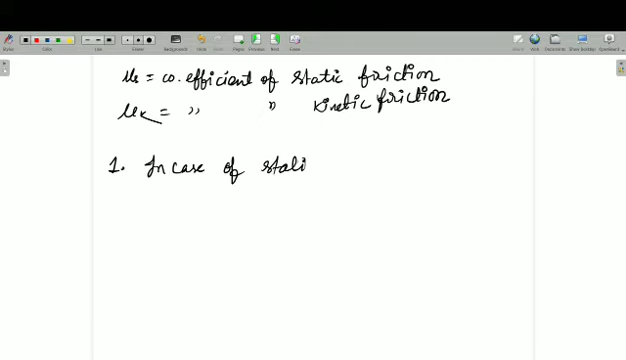 μs = co.efficient of static friction
μk = " " Kinetic friction
1. In case of stati